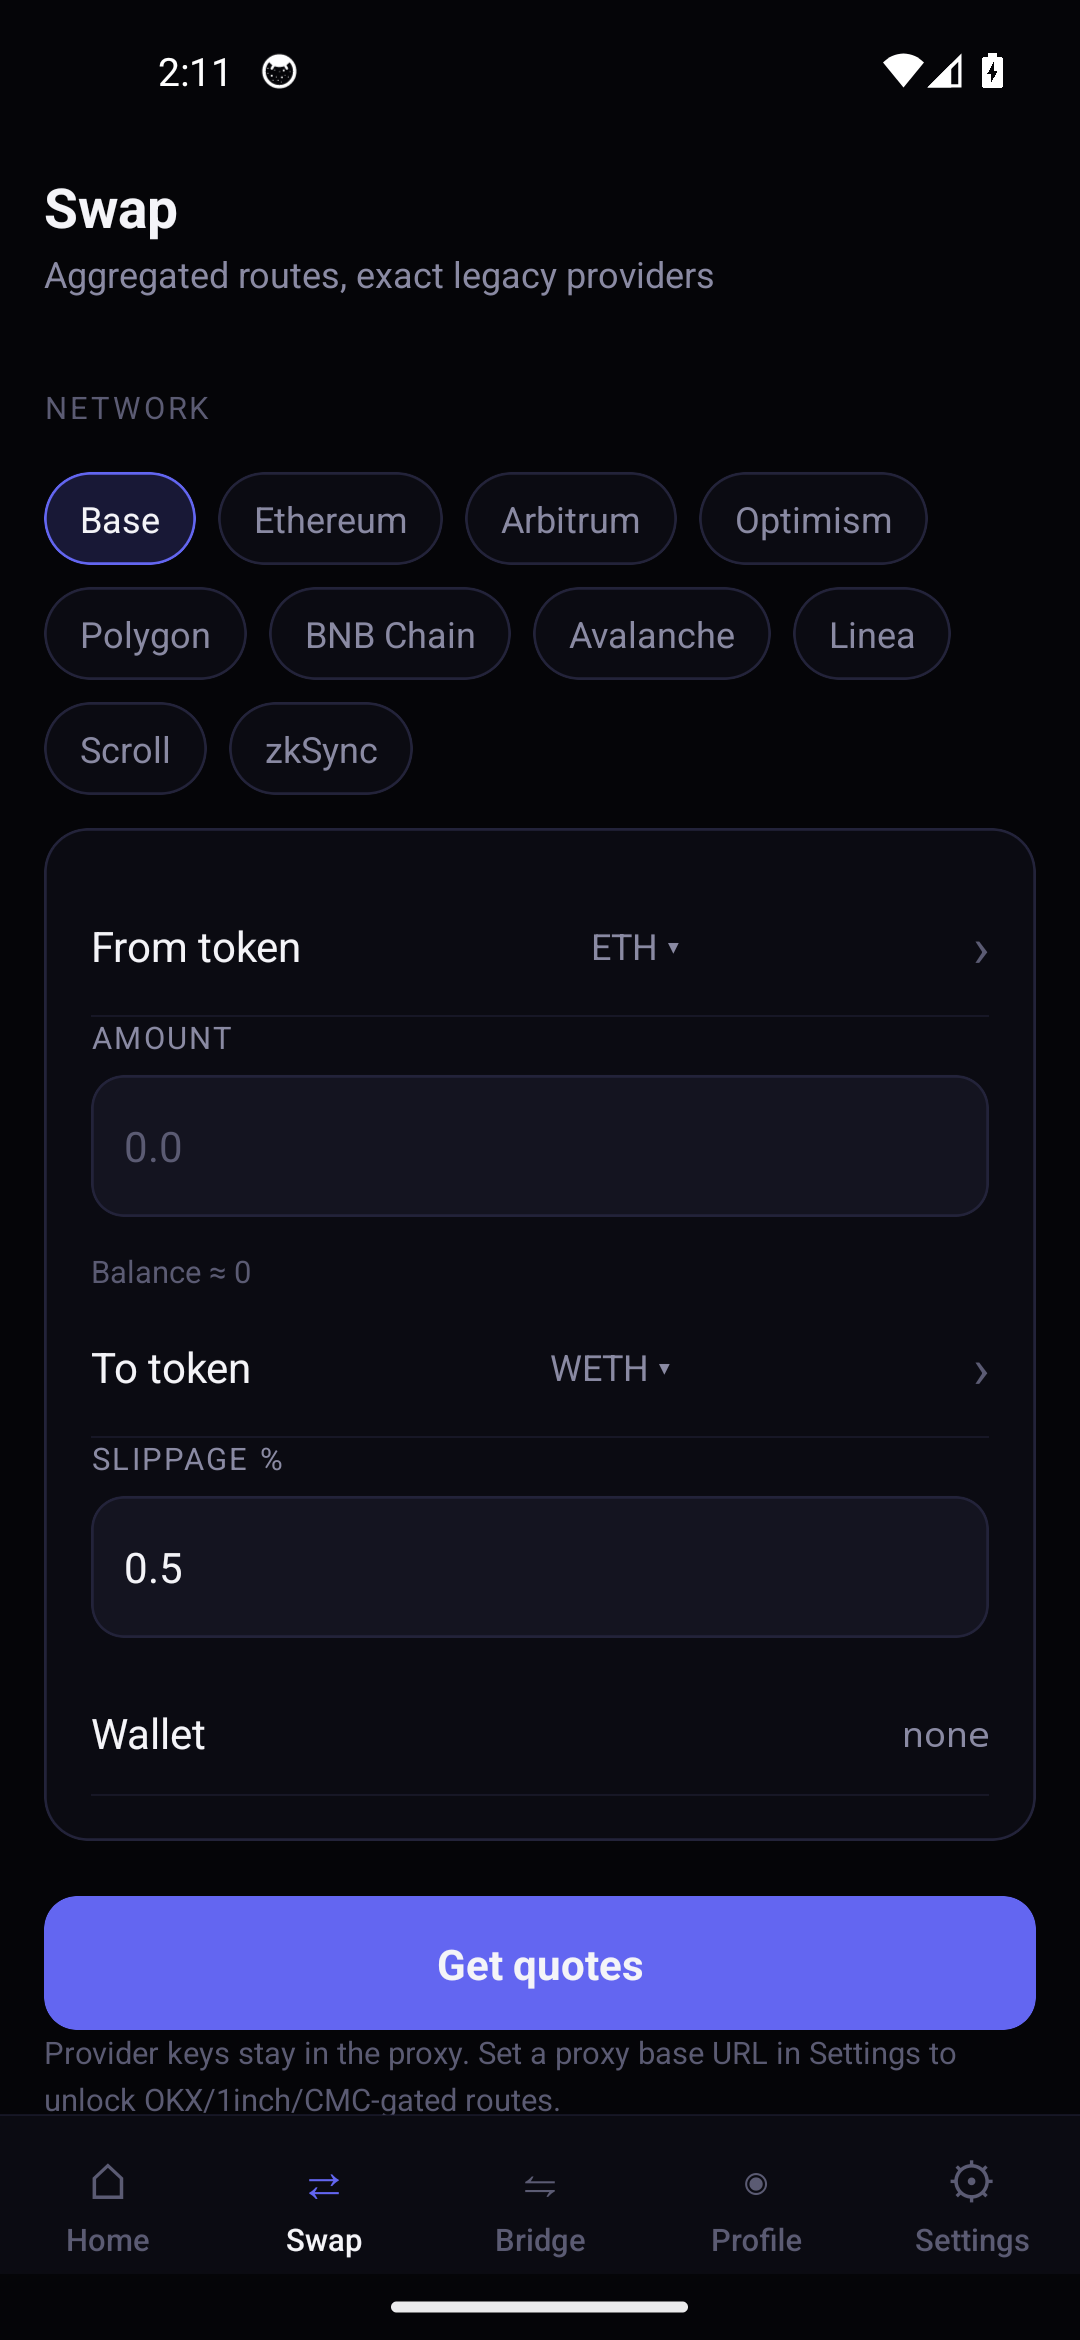 2:11
Swap
Aggregated routes, exact legacy providers
NETWORK
Base Ethereum Arbitrum Optimism
Polygon BNB Chain Avalanche Linea
Scroll zkSync
From token ETH ▾ ›
AMOUNT
0.0
Balance ≈ 0
To token WETH ▾ ›
SLIPPAGE %
0.5
Wallet none
Get quotes
Provider keys stay in the proxy. Set a proxy base URL in Settings to
unlock OKX/1inch/CMC-gated routes.
Home Swap Bridge Profile Settings